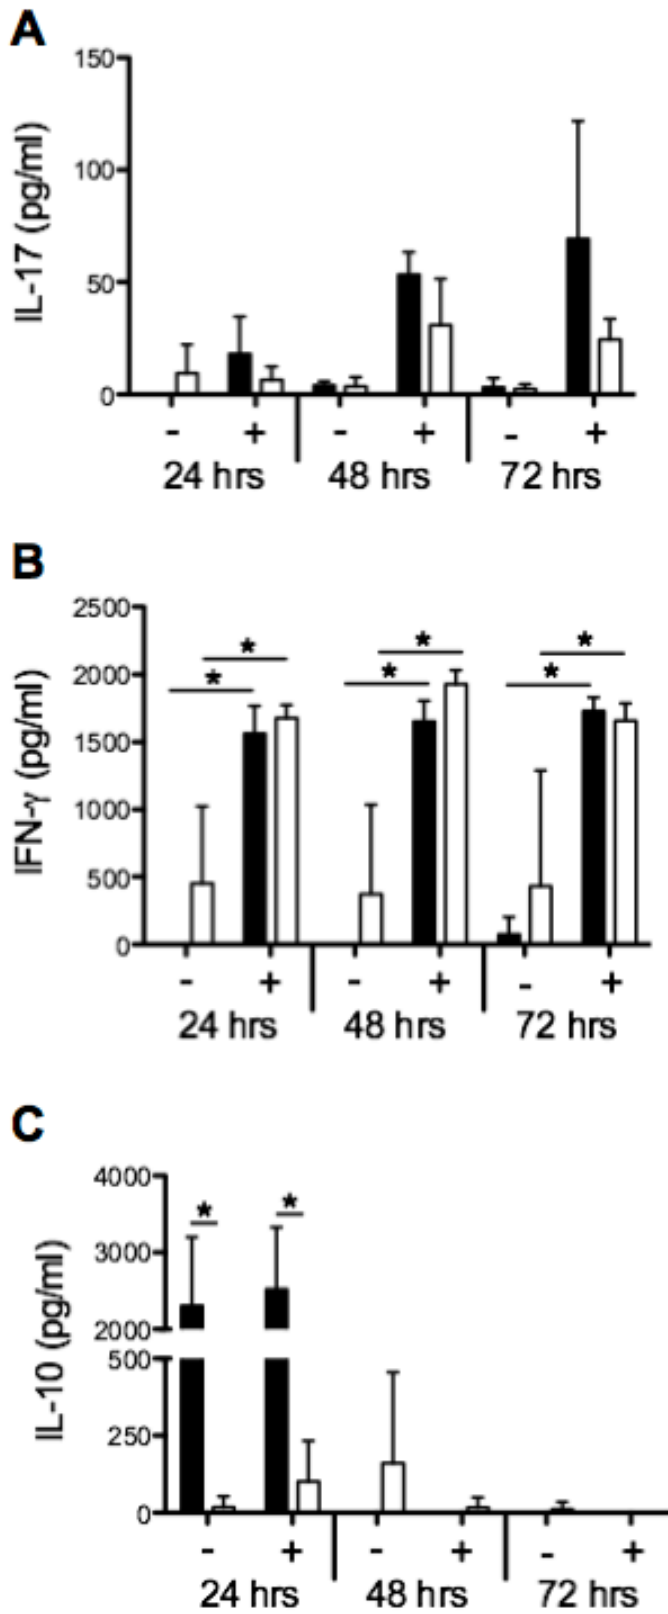 A
IL-17 (pg/ml)
150
100
50
0
- + - + - +
24 hrs 48 hrs 72 hrs
B
IFN-γ (pg/ml)
2500
2000
1500
1000
500
0
* * * * * *
- + - + - +
24 hrs 48 hrs 72 hrs
C
IL-10 (pg/ml)
4000
3000
2000
500
250
0
* *
- + - + - +
24 hrs 48 hrs 72 hrs